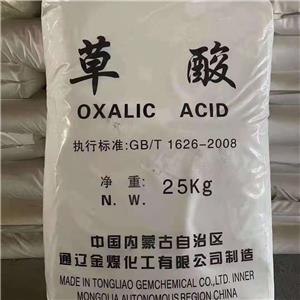 草酸
OXALIC ACID
执行标准:GB/T 1626-2008
净 重: 25Kg
N. W.
中国内蒙古自治区
通辽金煤化工有限公司制造
MADE IN TONGLIAO GEMCHEMICAL CO.,LTD. INNER
MONGOLIA AUTONOMOUS REGION CHINA